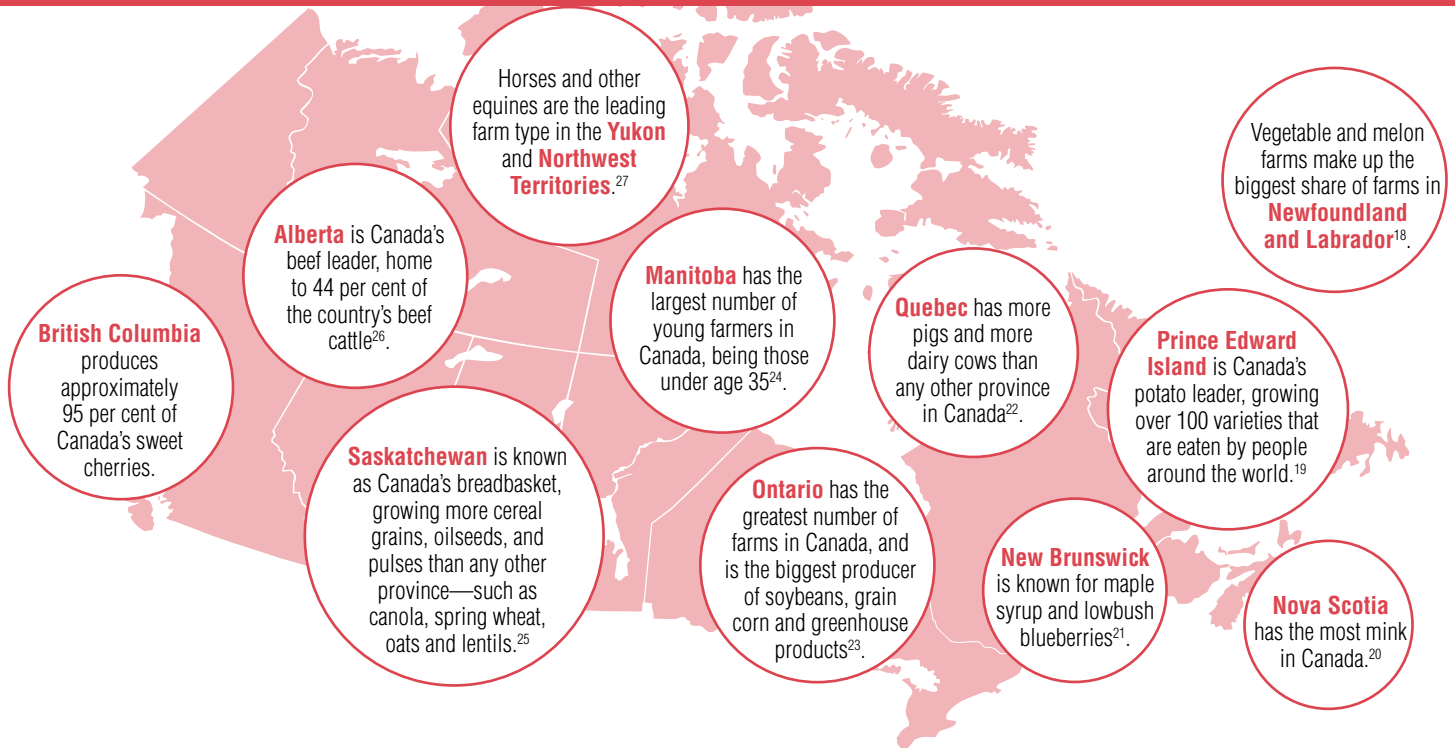 Horses and other
equines are the leading
farm type in the Yukon
and Northwest
Territories.27
Vegetable and melon
farms make up the
biggest share of farms in
Newfoundland
and Labrador18.
Alberta is Canada's
beef leader, home
to 44 per cent of
the country's beef
cattle26.
Manitoba has the
largest number of
young farmers in
Canada, being those
under age 3524.
Quebec has more
pigs and more
dairy cows than
any other province
in Canada22.
British Columbia
produces
approximately
95 per cent of
Canada's sweet
cherries.
Prince Edward
Island is Canada's
potato leader, growing
over 100 varieties that
are eaten by people
around the world.19
Saskatchewan is known
as Canada's breadbasket,
growing more cereal
grains, oilseeds, and
pulses than any other
province—such as
canola, spring wheat,
oats and lentils.25
Ontario has the
greatest number of
farms in Canada, and
is the biggest producer
of soybeans, grain
corn and greenhouse
products23.
New Brunswick
is known for maple
syrup and lowbush
blueberries21.
Nova Scotia
has the most mink
in Canada.20